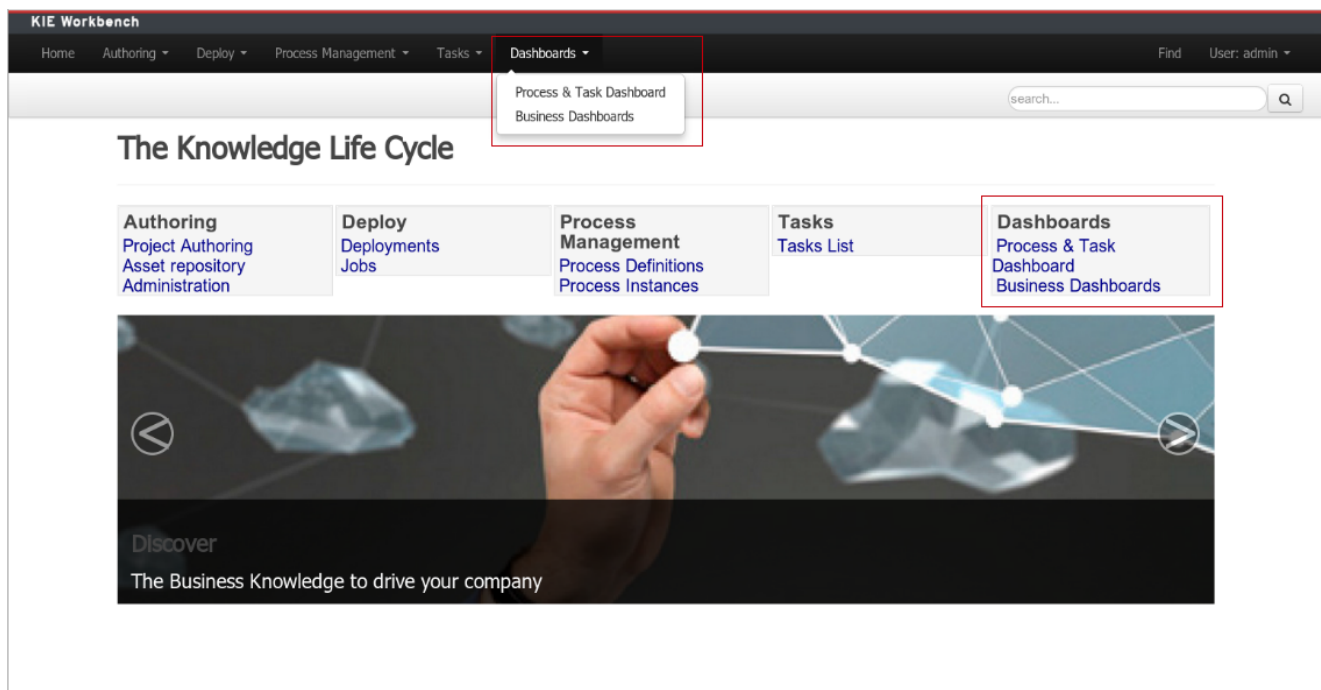 KIE Workbench
Home Authoring Deploy Process Management Tasks Dashboards Find User: admin
Process & Task Dashboard
Business Dashboards
search...
The Knowledge Life Cycle
Authoring
Project Authoring
Asset repository
Administration
Deploy
Deployments
Jobs
Process
Management
Process Definitions
Process Instances
Tasks
Tasks List
Dashboards
Process & Task
Dashboard
Business Dashboards
Discover
The Business Knowledge to drive your company